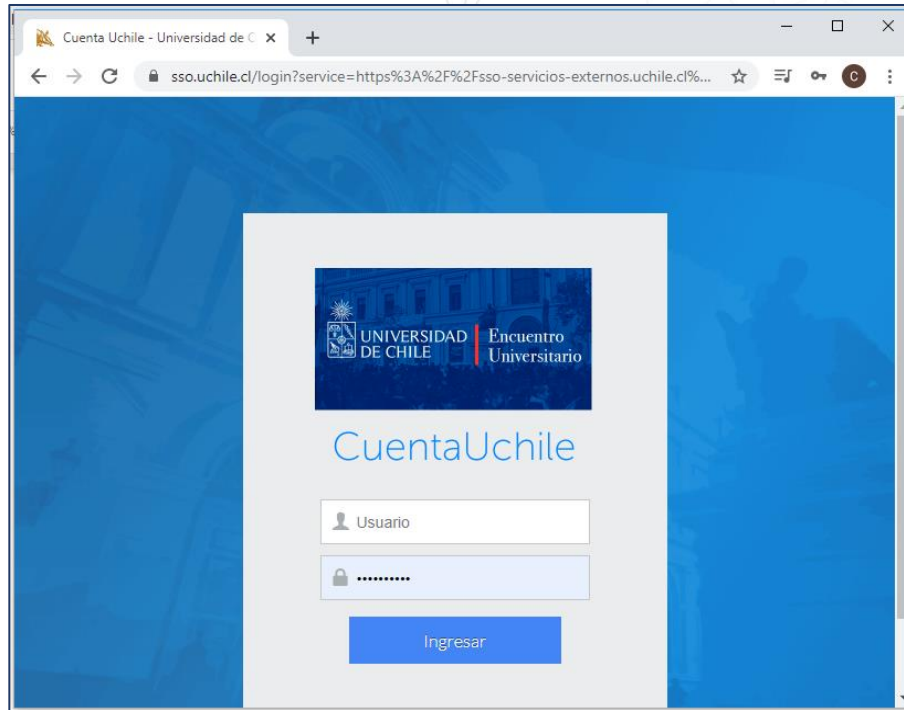 Cuenta Uchile - Universidad de C
sso.uchile.cl/login?service=https%3A%2F%2Fsso-servicios-externos.uchile.cl%...
C
UNIVERSIDAD
DE CHILE
Encuentro
Universitario
CuentaUchile
Usuario
••••••••••
Ingresar